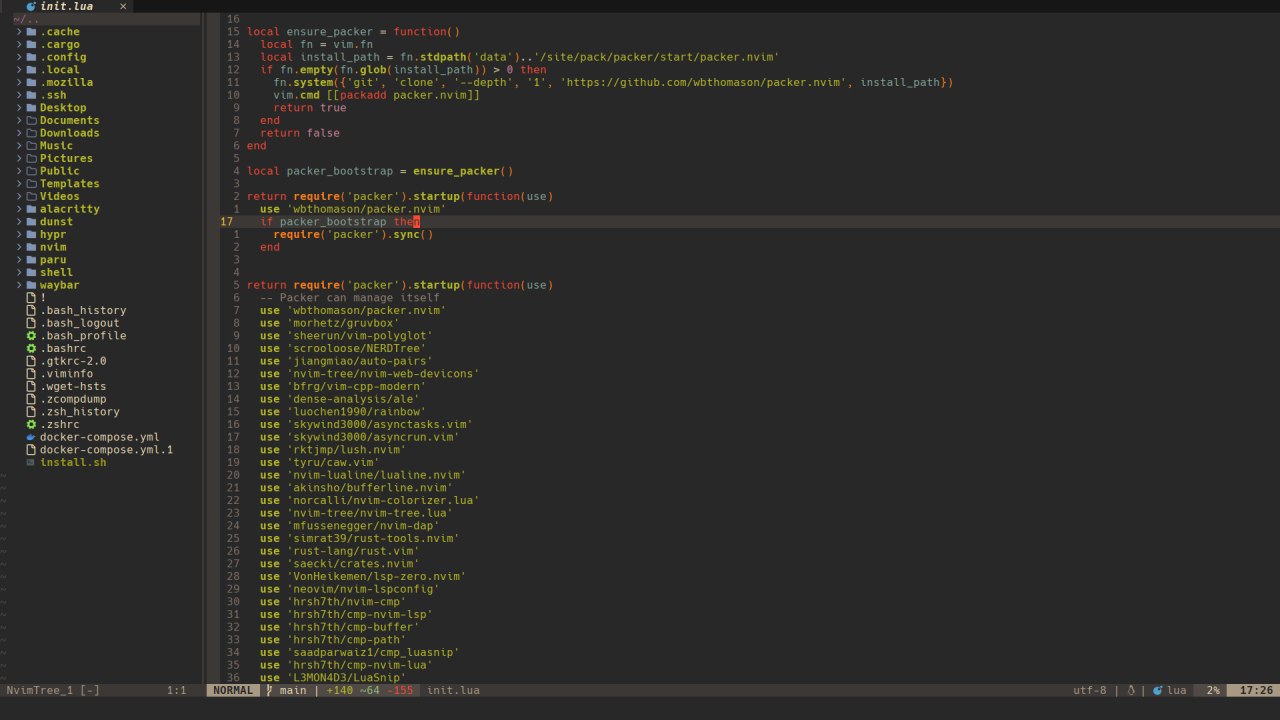 init.lua ×
~/..
.cache
.cargo
.config
.local
.mozilla
.ssh
Desktop
Documents
Downloads
Music
Pictures
Public
Templates
Videos
alacritty
dunst
hypr
nvim
paru
shell
waybar
!
.bash_history
.bash_logout
.bash_profile
.bashrc
.gtkrc-2.0
.viminfo
.wget-hsts
.zcompdump
.zsh_history
.zshrc
docker-compose.yml
docker-compose.yml.1
install.sh
16
15 local ensure_packer = function()
14 local fn = vim.fn
13 local install_path = fn.stdpath('data')..'/site/pack/packer/start/packer.nvim'
12 if fn.empty(fn.glob(install_path)) > 0 then
11 fn.system({'git', 'clone', '--depth', '1', 'https://github.com/wbthomason/packer.nvim', install_path})
10 vim.cmd [[packadd packer.nvim]]
9 return true
8 end
7 return false
6 end
5
4 local packer_bootstrap = ensure_packer()
3
2 return require('packer').startup(function(use)
1 use 'wbthomason/packer.nvim'
17 if packer_bootstrap then
1 require('packer').sync()
2 end
3
4
5 return require('packer').startup(function(use)
6 -- Packer can manage itself
7 use 'wbthomason/packer.nvim'
8 use 'morhetz/gruvbox'
9 use 'sheerun/vim-polyglot'
10 use 'scrooloose/NERDTree'
11 use 'jiangmiao/auto-pairs'
12 use 'nvim-tree/nvim-web-devicons'
13 use 'bfrg/vim-cpp-modern'
14 use 'dense-analysis/ale'
15 use 'luochen1990/rainbow'
16 use 'skywind3000/asynctasks.vim'
17 use 'skywind3000/asyncrun.vim'
18 use 'rktjmp/lush.nvim'
19 use 'tyru/caw.vim'
20 use 'nvim-lualine/lualine.nvim'
21 use 'akinsho/bufferline.nvim'
22 use 'norcalli/nvim-colorizer.lua'
23 use 'nvim-tree/nvim-tree.lua'
24 use 'mfussenegger/nvim-dap'
25 use 'simrat39/rust-tools.nvim'
26 use 'rust-lang/rust.vim'
27 use 'saecki/crates.nvim'
28 use 'VonHeikemen/lsp-zero.nvim'
29 use 'neovim/nvim-lspconfig'
30 use 'hrsh7th/nvim-cmp'
31 use 'hrsh7th/cmp-nvim-lsp'
32 use 'hrsh7th/cmp-buffer'
33 use 'hrsh7th/cmp-path'
34 use 'saadparwaiz1/cmp_luasnip'
35 use 'hrsh7th/cmp-nvim-lua'
36 use 'L3MON4D3/LuaSnip'
NvimTree_1 [-] 1:1 NORMAL main | +140 ~64 -155 init.lua utf-8 | | lua 2% 17:26